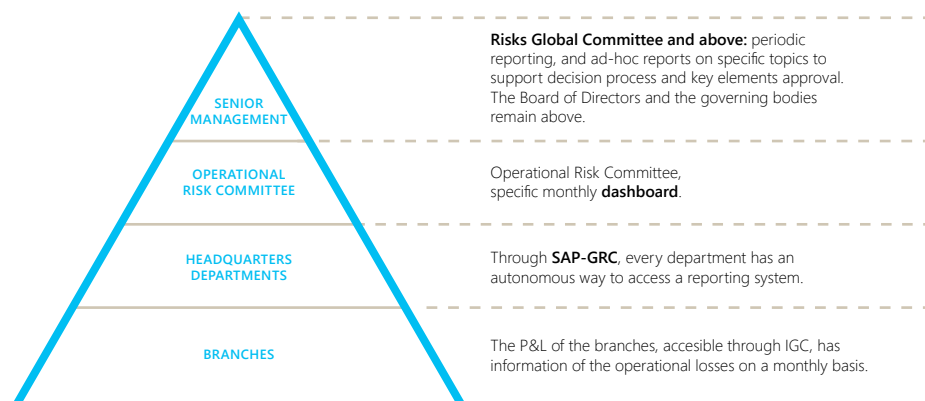 SENIOR
MANAGEMENT
Risks Global Committee and above: periodic
reporting, and ad-hoc reports on specific topics to
support decision process and key elements approval.
The Board of Directors and the governing bodies
remain above.
OPERATIONAL
RISK COMMITTEE
Operational Risk Committee,
specific monthly dashboard.
HEADQUARTERS
DEPARTMENTS
Through SAP-GRC, every department has an
autonomous way to access a reporting system.
BRANCHES
The P&L of the branches, accesible through IGC, has
information of the operational losses on a monthly basis.